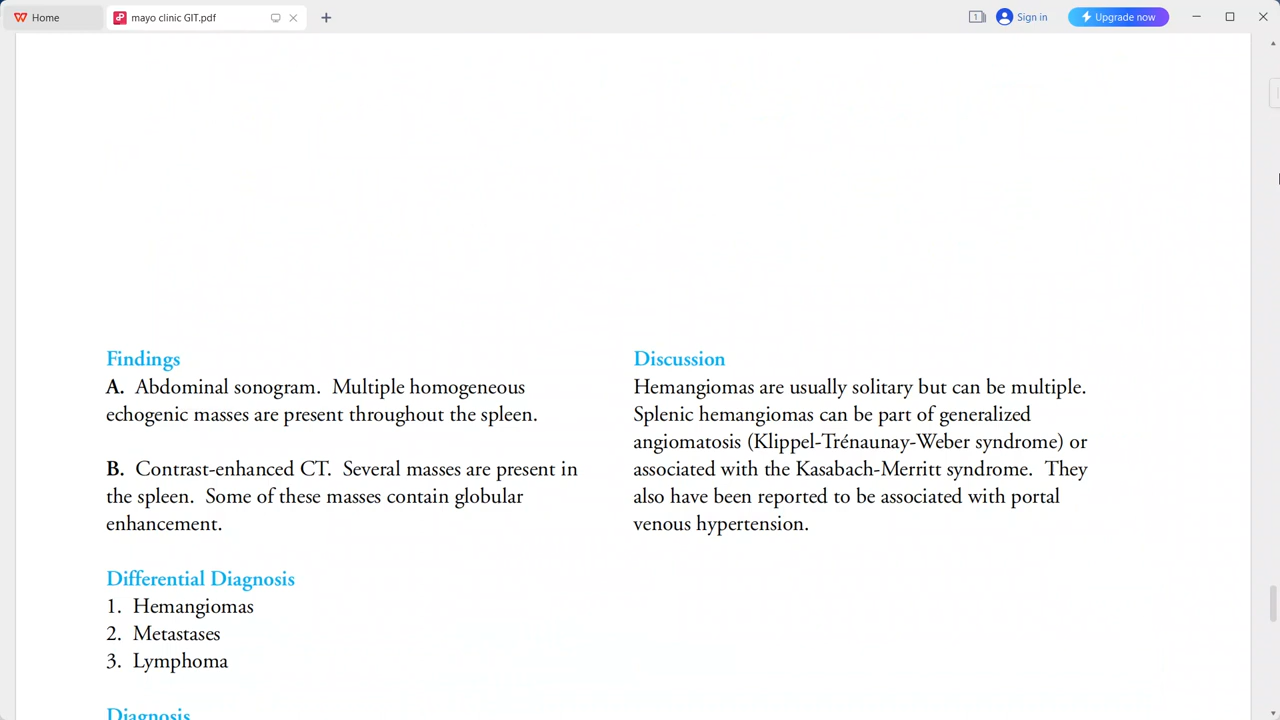 Home
mayo clinic GIT.pdf
1
Sign in
Upgrade now
Findings
A. Abdominal sonogram. Multiple homogeneous
echogenic masses are present throughout the spleen.
B. Contrast-enhanced CT. Several masses are present in
the spleen. Some of these masses contain globular
enhancement.
Differential Diagnosis
1. Hemangiomas
2. Metastases
3. Lymphoma
Diagnosis
Discussion
Hemangiomas are usually solitary but can be multiple.
Splenic hemangiomas can be part of generalized
angiomatosis (Klippel-Trénaunay-Weber syndrome) or
associated with the Kasabach-Merritt syndrome. They
also have been reported to be associated with portal
venous hypertension.